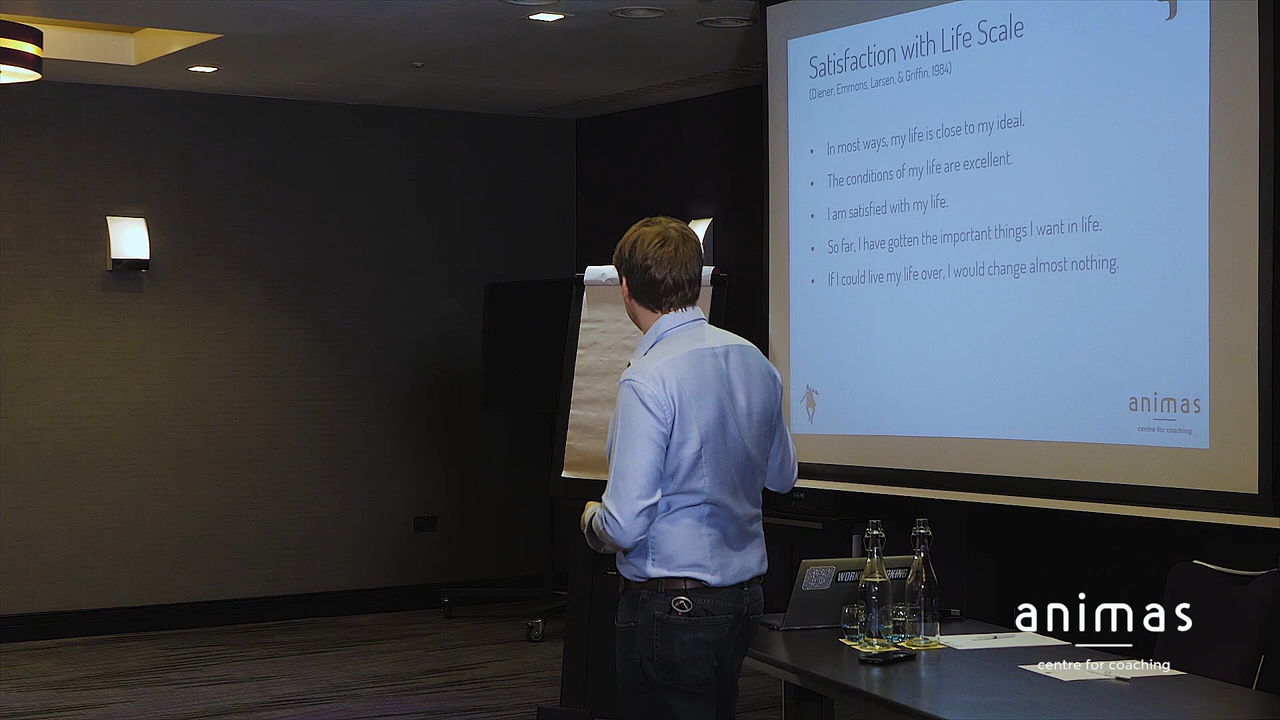 Satisfaction with Life Scale
(Diener, Emmons, Larsen, & Griffin, 1984)
• In most ways, my life is close to my ideal.
• The conditions of my life are excellent.
• I am satisfied with my life.
• So far, I have gotten the important things I want in life.
• If I could live my life over, I would change almost nothing.
animas
centre for coaching
animas
centre for coaching